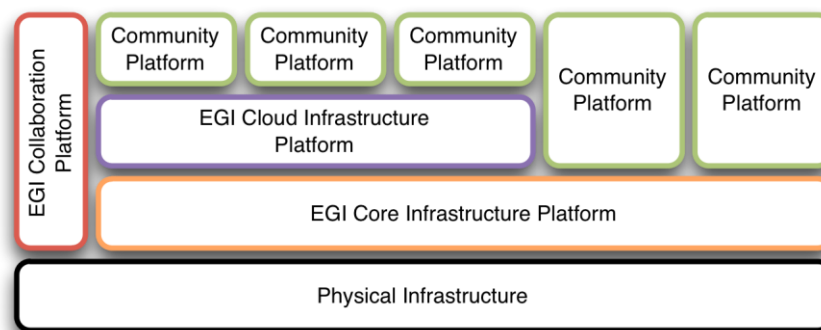 EGI Collaboration
Platform
Community
Platform
Community
Platform
Community
Platform
Community
Platform
Community
Platform
EGI Cloud Infrastructure
Platform
EGI Core Infrastructure Platform
Physical Infrastructure